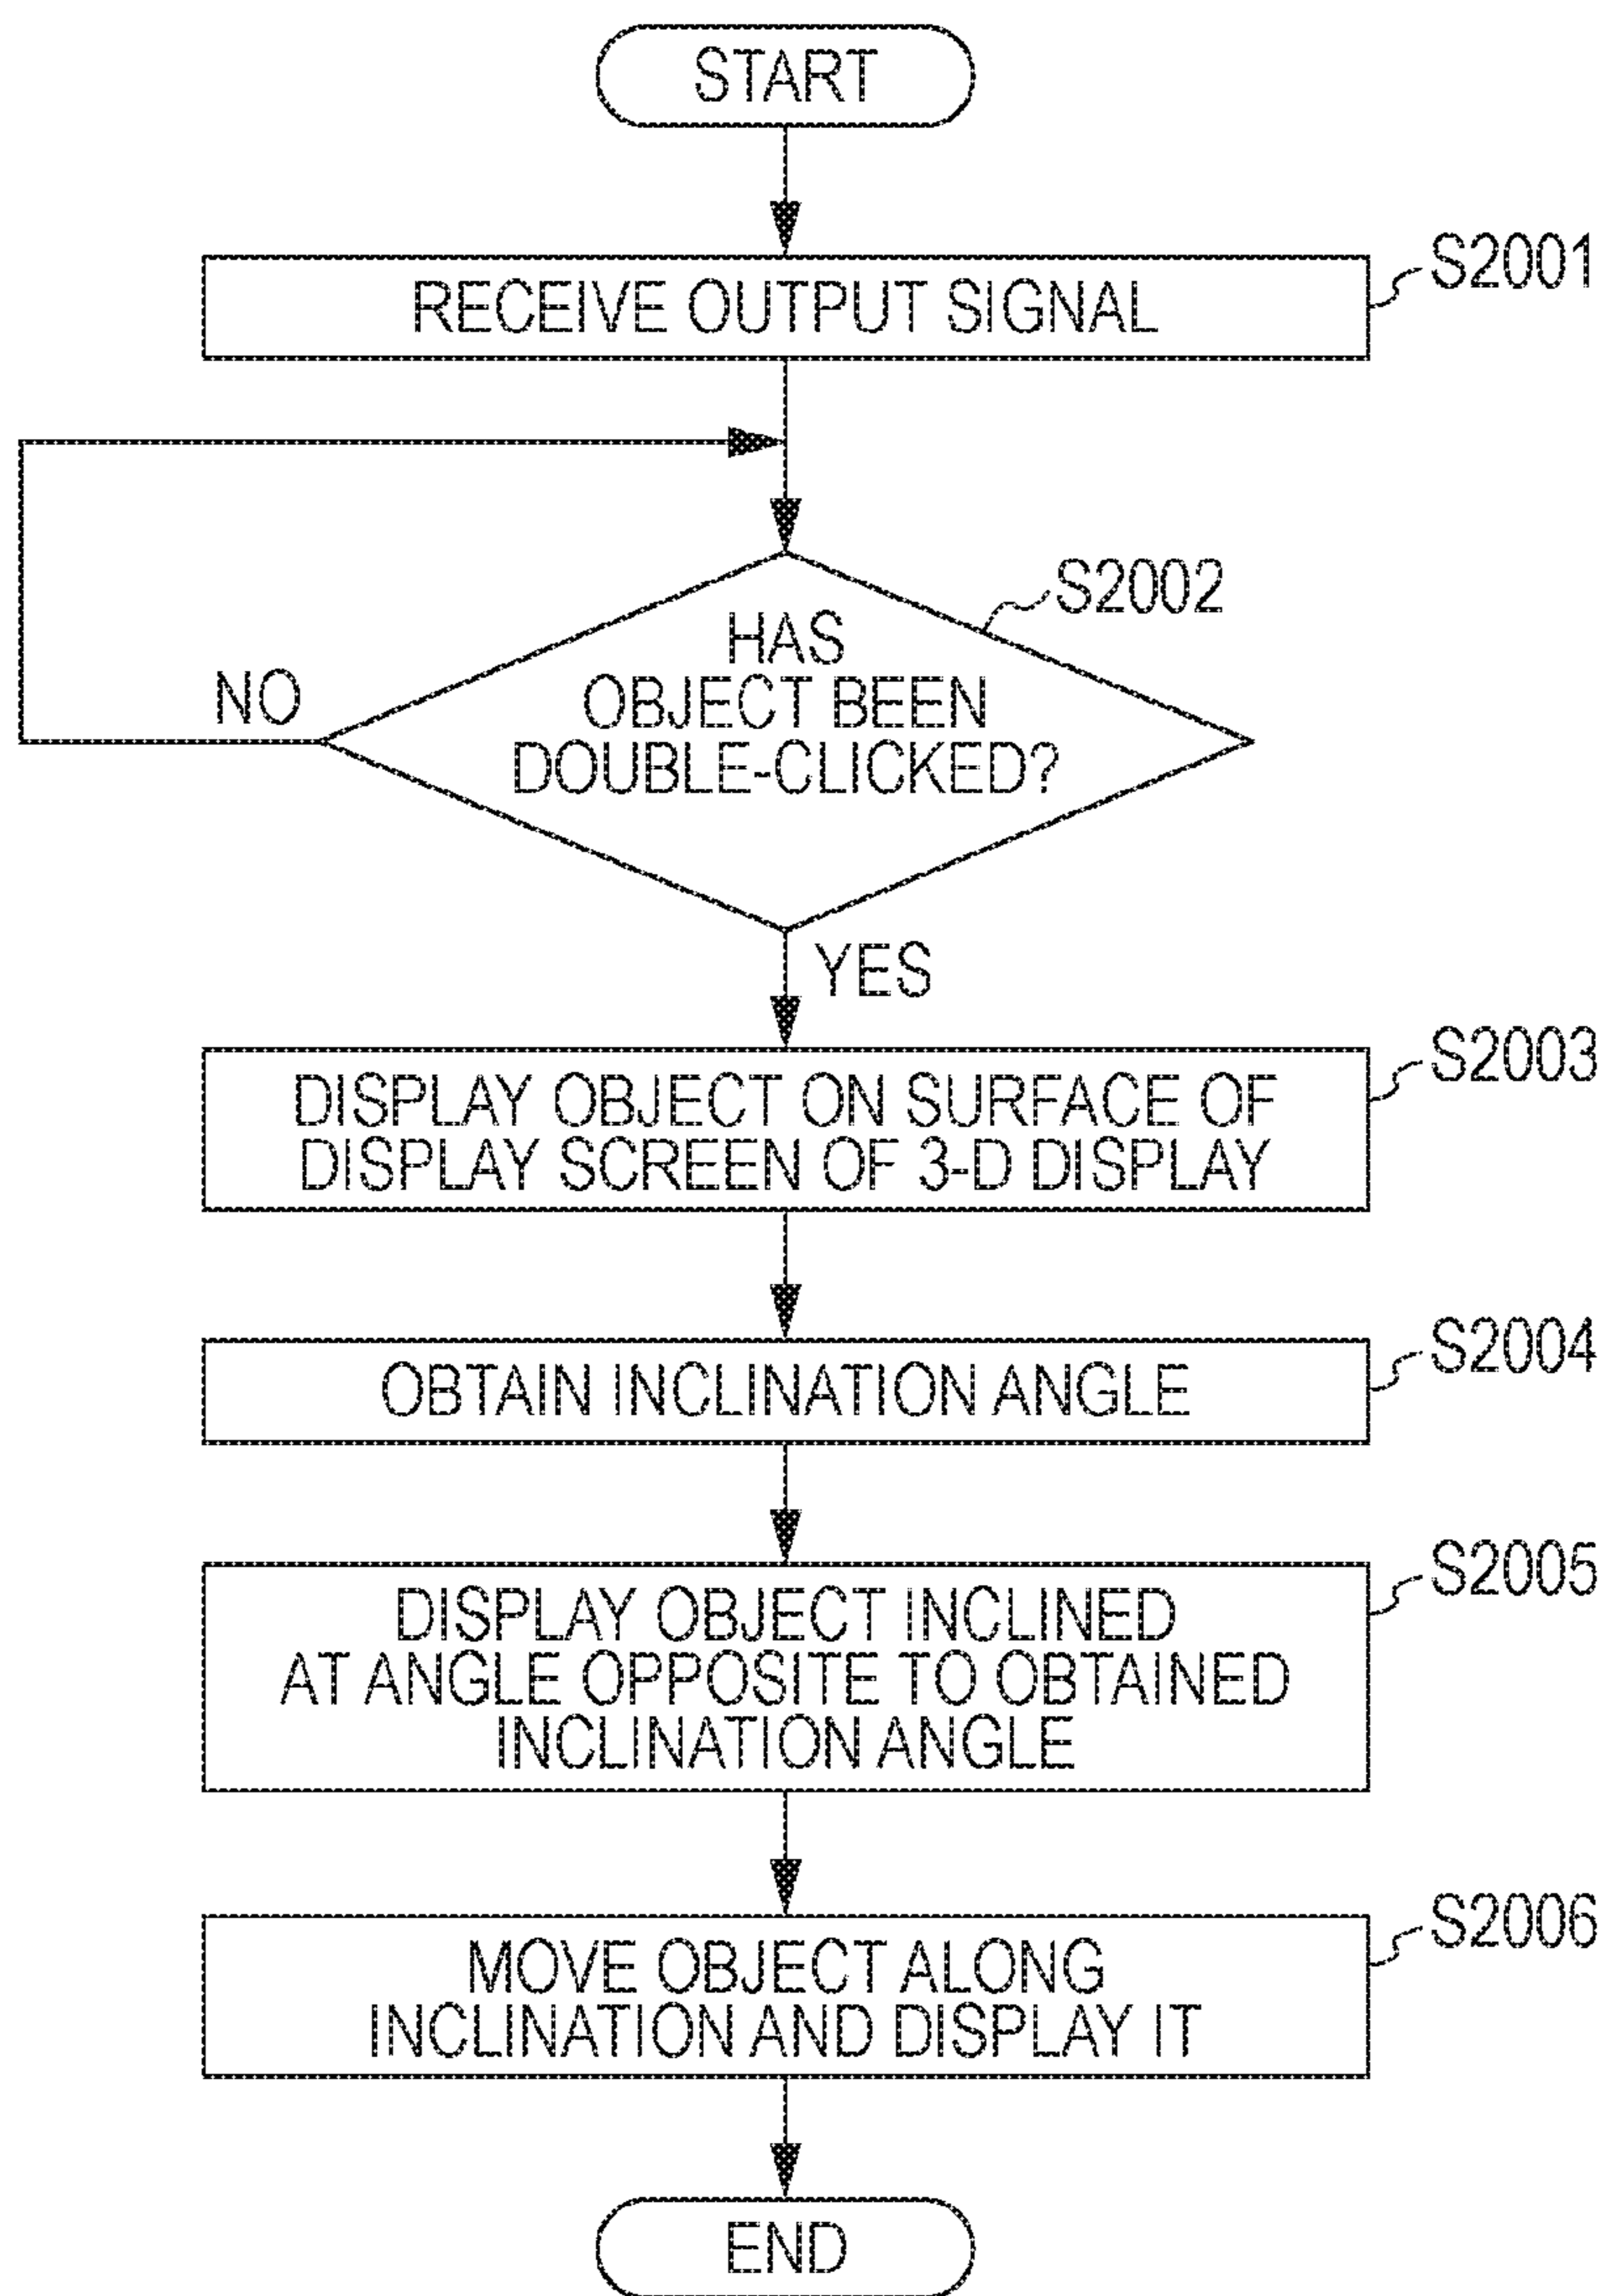 START
RECEIVE OUTPUT SIGNAL
S2001
HAS
OBJECT BEEN
DOUBLE-CLICKED?
S2002
NO
YES
DISPLAY OBJECT ON SURFACE OF
DISPLAY SCREEN OF 3-D DISPLAY
S2003
OBTAIN INCLINATION ANGLE
S2004
DISPLAY OBJECT INCLINED
AT ANGLE OPPOSITE TO OBTAINED
INCLINATION ANGLE
S2005
MOVE OBJECT ALONG
INCLINATION AND DISPLAY IT
S2006
END